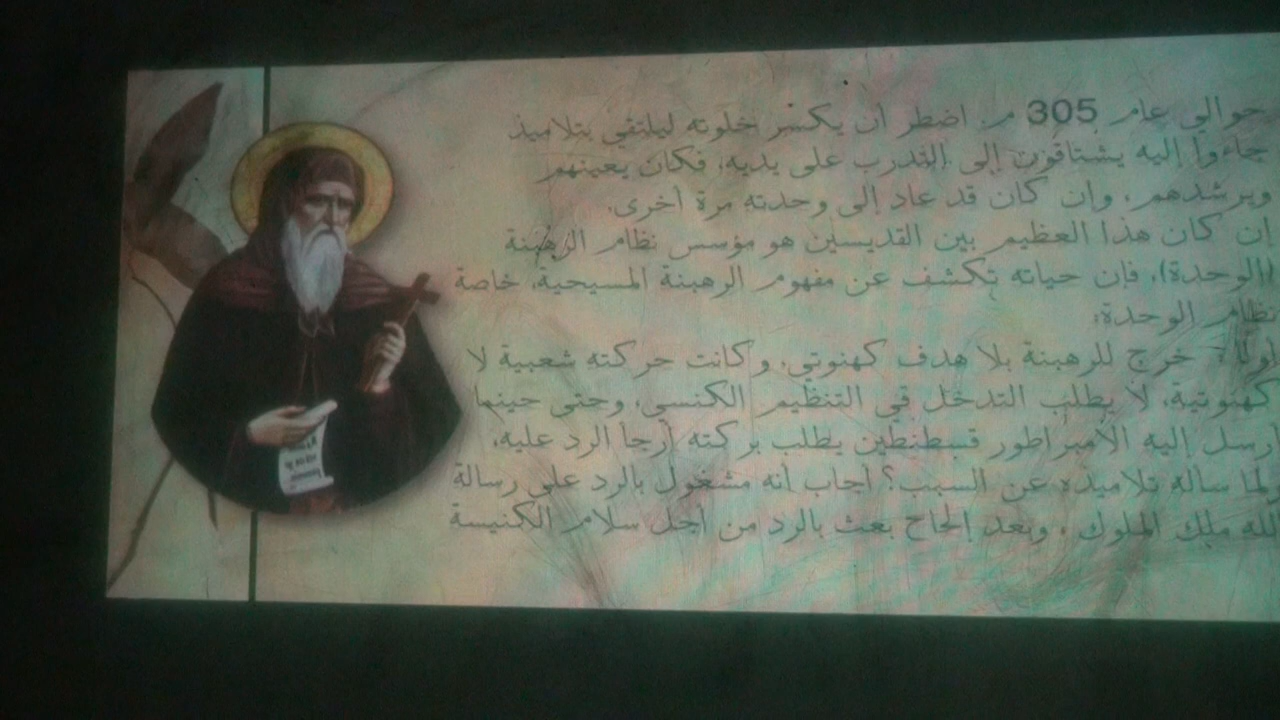 حوالي عام 305 م. اضطر أن يكسر خلوته ليلتقي بتلاميذ
جاءوا إليه يشتاقون إلى التدرب على يديه، فكان يعينهم
ويرشدهم، وإن كان قد عاد إلى وحدته مرة أخرى.
إن كان هذا العظيم بين القديسين هو مؤسس نظام الرهبنة
(الوحدة)، فإن حياته تكشف عن مفهوم الرهبنة المسيحية، خاصة
نظام الوحدة:
أولاً: خرج للرهبنة بلا هدف كهنوتي، وكانت حركته شعبية لا
كهنوتية، لا يطلب التدخل في التنظيم الكنسي، وحتى حينما
أرسل إليه الأمبراطور قسطنطين يطلب بركته أرجأ الرد عليه،
ولما سأله تلاميذه عن السبب؟ أجاب أنه مشغول بالرد على رسالة
الله ملك الملوك ، وبعد إلحاح بعث بالرد من أجل سلام الكنيسة